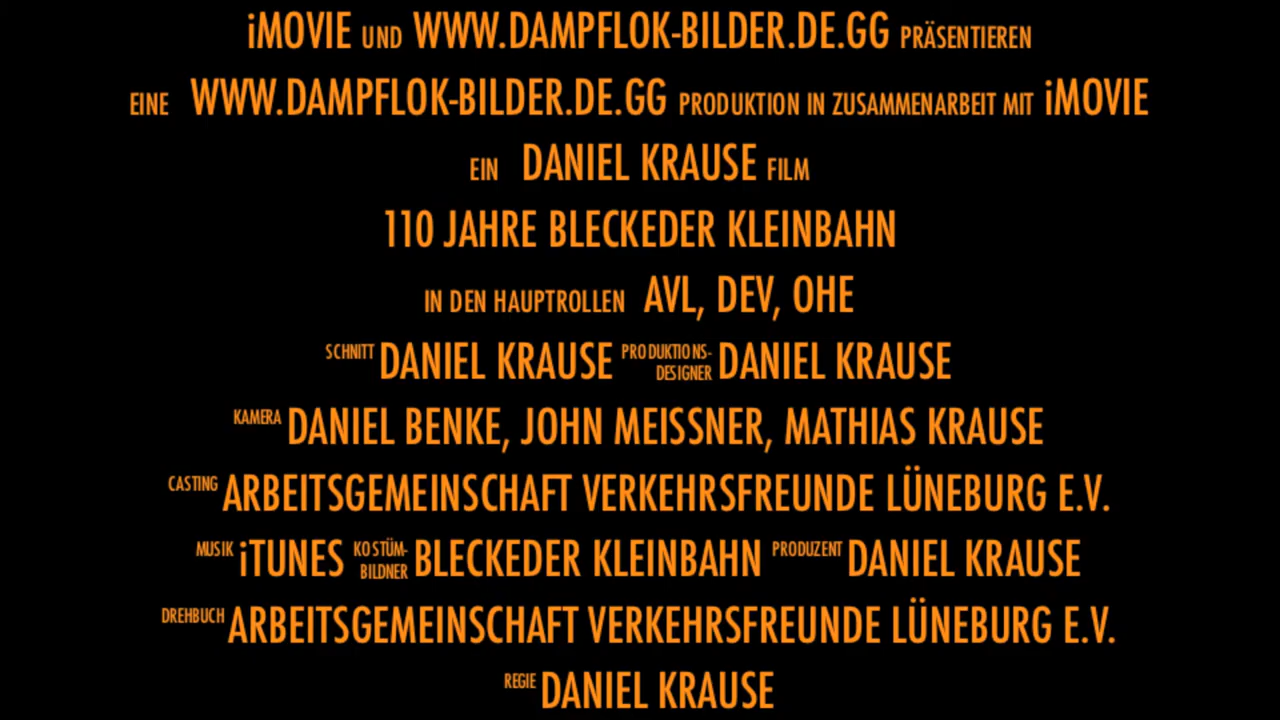 iMOVIE UND WWW.DAMPFLOK-BILDER.DE.GG PRÄSENTIEREN
EINE WWW.DAMPFLOK-BILDER.DE.GG PRODUKTION IN ZUSAMMENARBEIT MIT iMOVIE
EIN DANIEL KRAUSE FILM
110 JAHRE BLECKEDER KLEINBAHN
IN DEN HAUPTROLLEN AVL, DEV, OHE
SCHNITT DANIEL KRAUSE PRODUKTIONS-DESIGNER DANIEL KRAUSE
KAMERA DANIEL BENKE, JOHN MEISSNER, MATHIAS KRAUSE
CASTING ARBEITSGEMEINSCHAFT VERKEHRSFREUNDE LÜNEBURG E.V.
MUSIK iTUNES KOSTÜM-BILDNER BLECKEDER KLEINBAHN PRODUZENT DANIEL KRAUSE
DREHBUCH ARBEITSGEMEINSCHAFT VERKEHRSFREUNDE LÜNEBURG E.V.
REGIE DANIEL KRAUSE